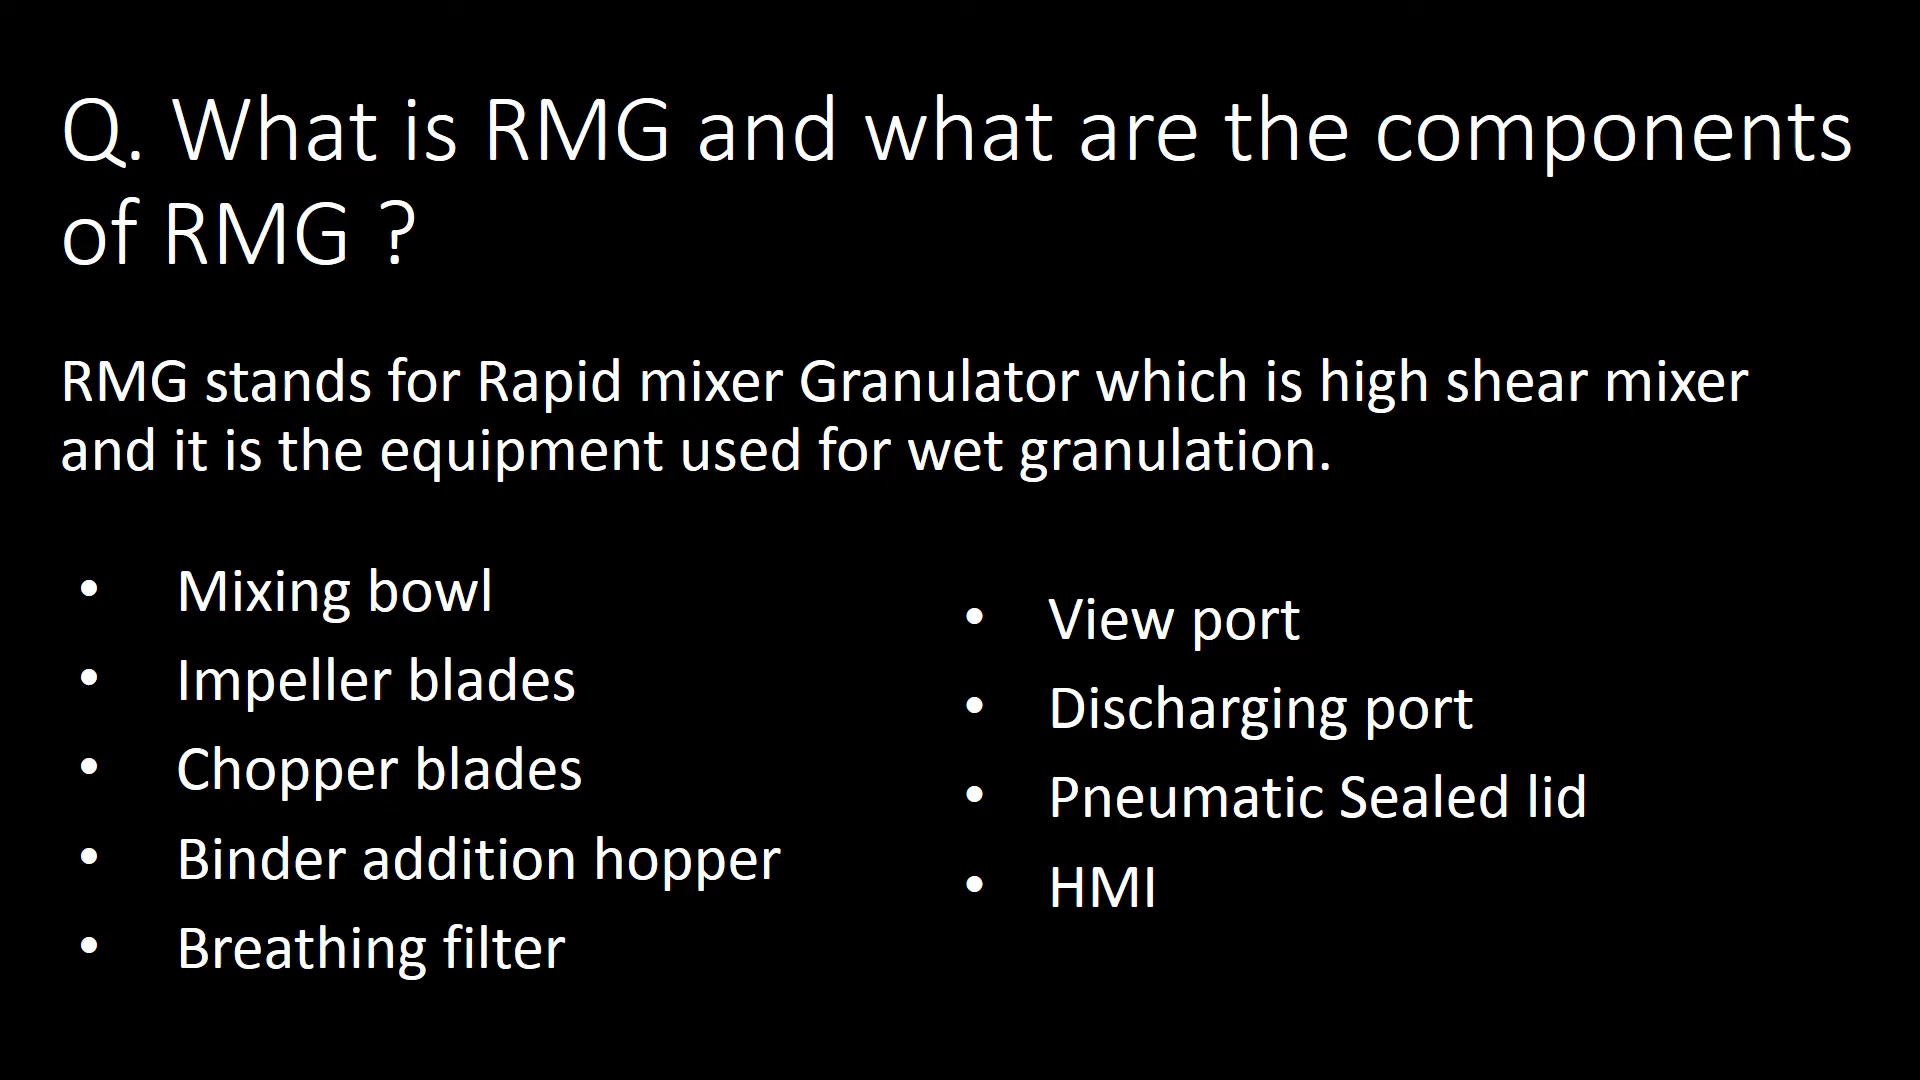 Q. What is RMG and what are the components
of RMG ?
RMG stands for Rapid mixer Granulator which is high shear mixer
and it is the equipment used for wet granulation.
• Mixing bowl
• Impeller blades
• Chopper blades
• Binder addition hopper
• Breathing filter
• View port
• Discharging port
• Pneumatic Sealed lid
• HMI